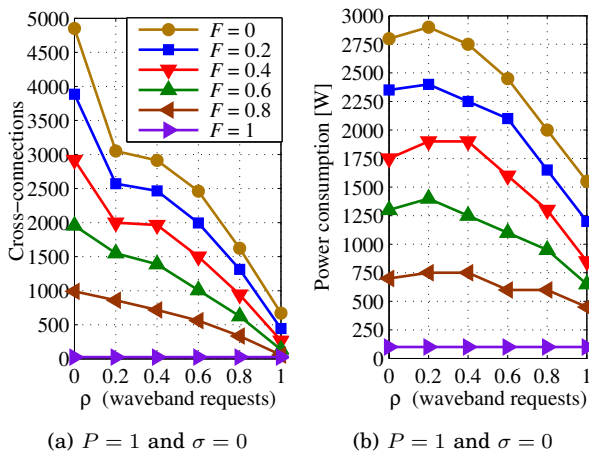 5000
4500
4000
3500
3000
2500
2000
1500
1000
500
0
Cross−connections
F = 0
F = 0.2
F = 0.4
F = 0.6
F = 0.8
F = 1
0 0.2 0.4 0.6 0.8 1
ρ (waveband requests)
(a) P = 1 and σ = 0
3000
2750
2500
2250
2000
1750
1500
1250
1000
750
500
250
0
Power consumption [W]
0 0.2 0.4 0.6 0.8 1
ρ (waveband requests)
(b) P = 1 and σ = 0